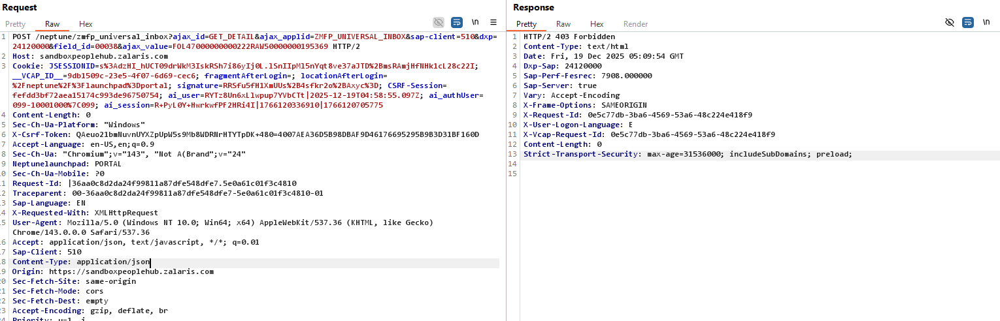 Request
Response
Pretty Raw Hex \n
Pretty Raw Hex Render \n
1 POST /neptune/zmfp_universal_inbox?ajax_id=GET_DETAIL&ajax_applid=ZMFP_UNIVERSAL_INBOX&sap-client=510&dxp=
24120000&field_id=00038&ajax_value=FOL47000000000222RAW50000000195369 HTTP/2
2 Host: sandboxpeoplehub.zalaris.com
3 Cookie: JSESSIONID=s%3AdzHI_hUCT09drWkM3IskRSh7i86yIj0L.lSnIIpM15nYqt8ve37aJTD%2BmsRAmjHfNHk1cL28c22I;
__VCAP_ID__=9db1509c-23e5-4f07-6d69-cec6; fragmentAfterLogin=; locationAfterLogin=
%2Fneptune%2F%3Flaunchpad%3Dportal; signature=RRSfu5fH1XmUUs%2B4sfkr2o%2BAxyc%3D; CSRF-Session=
fefdd3bf72aea15174c993de96750754; ai_user=RYTz8Un6xLlwpup7YVbCTt|2025-12-19T04:58:55.097Z; ai_authUser=
099-10001000%7C099; ai_session=R+PyL0Y+HwrkwfPF2HRi4I|1766120336910|1766120705775
4 Content-Length: 0
5 Sec-Ch-Ua-Platform: "Windows"
6 X-Csrf-Token: QAeuo21bmNuvnUYXZpUpW5s9Mb8WDRNrHTYTpDK+480=4007AEA36D5B98DBAF9D46176695295B9B3D31BF160D
7 Accept-Language: en-US,en;q=0.9
8 Sec-Ch-Ua: "Chromium";v="143", "Not A(Brand";v="24"
9 Neptunelaunchpad: PORTAL
10 Sec-Ch-Ua-Mobile: ?0
11 Request-Id: |36aa0c8d2da24f99811a87dfe548dfe7.5e0a61c01f3c4810
12 Traceparent: 00-36aa0c8d2da24f99811a87dfe548dfe7-5e0a61c01f3c4810-01
13 Sap-Language: EN
4 X-Requested-With: XMLHttpRequest
5 User-Agent: Mozilla/5.0 (Windows NT 10.0; Win64; x64) AppleWebKit/537.36 (KHTML, like Gecko)
Chrome/143.0.0.0 Safari/537.36
6 Accept: application/json, text/javascript, */*; q=0.01
7 Sap-Client: 510
8 Content-Type: application/json
9 Origin: https://sandboxpeoplehub.zalaris.com
20 Sec-Fetch-Site: same-origin
21 Sec-Fetch-Mode: cors
22 Sec-Fetch-Dest: empty
23 Accept-Encoding: gzip, deflate, br
24 Priority: u=1, i
1 HTTP/2 403 Forbidden
2 Content-Type: text/html
3 Date: Fri, 19 Dec 2025 05:09:54 GMT
4 Dxp-Sap: 24120000
5 Sap-Perf-Fesrec: 7908.000000
6 Sap-Server: true
7 Vary: Accept-Encoding
8 X-Frame-Options: SAMEORIGIN
9 X-Request-Id: 0e5c77db-3ba6-4569-53a6-48c224e418f9
10 X-User-Logon-Language: E
11 X-Vcap-Request-Id: 0e5c77db-3ba6-4569-53a6-48c224e418f9
12 Content-Length: 0
13 Strict-Transport-Security: max-age=31536000; includeSubDomains; preload;
14
15